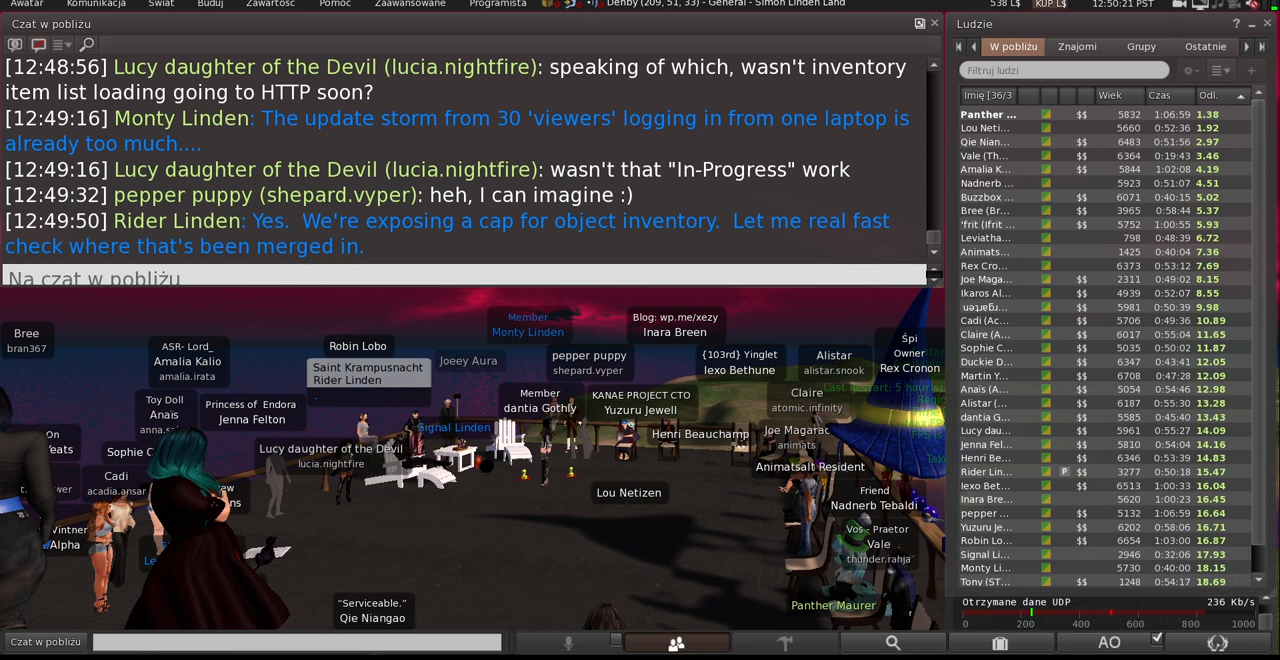 Awatar Komunikacja Świat Buduj Zawartość Pomoc Zaawansowane Programista Denby (209, 51, 33) - General - Simon Linden Land 538 L$ KUP L$ 12:50:21 PST
Czat w pobliżu
[12:48:56] Lucy daughter of the Devil (lucia.nightfire): speaking of which, wasn't inventory
item list loading going to HTTP soon?
[12:49:16] Monty Linden: The update storm from 30 'viewers' logging in from one laptop is
already too much....
[12:49:16] Lucy daughter of the Devil (lucia.nightfire): wasn't that "In-Progress" work
[12:49:32] pepper puppy (shepard.vyper): heh, I can imagine :)
[12:49:50] Rider Linden: Yes.  We're exposing a cap for object inventory.  Let me real fast
check where that's been merged in.
Na czat w pobliżu
Bree
bran367
ASR- Lord_
Amalia Kalio
amalia.irata
Robin Lobo
Saint Krampusnacht
Rider Linden
Joeey Aura
Member
Monty Linden
Blog: wp.me/xezy
Inara Breen
pepper puppy
shepard.vyper
{103rd} Yinglet
Iexo Bethune
Alistar
alistar.snook
Śpi
Owner
Rex Cronon
Last Restart: 5 hour(s)
Toy Doll
Anaïs
Princess of Endora
Jenna Felton
Member
dantia Gothly
KANAE PROJECT CTO
Yuzuru Jewell
Claire
atomic.infinity
Signal Linden
Henri Beauchamp
Joe Magarac
animats
On
Sophie C
Lucy daughter of the Devil
lucia.nightfire
Animatsalt Resident
Cadi
acadia.ansar
Lou Netizen
Friend
Nadnerb Tebaldi
Vintner
Alpha
Le
Vos - Praetor
Vale
thunder.rahja
Panther Maurer
"Serviceable."
Qie Niangao
Czat w pobliżu
Ludzie
W pobliżu Znajomi Grupy Ostatnie
Filtruj ludzi
Imię [36/3 Wiek Czas Odl.
Panther ... $$ 5832 1:06:59 1.38
Lou Neti... 5660 0:52:36 1.92
Qie Nian... $$ 6483 0:51:56 2.97
Vale (Th... $$ 6364 0:19:43 3.46
Amalia K... $$ 5844 1:02:08 4.19
Nadnerb ... 5923 0:51:07 4.51
Buzzbox ... $$ 6071 0:40:15 5.02
Bree (Br... $$ 3965 0:58:44 5.37
'frit (Ifrit ... $$ 5752 1:00:55 5.93
Leviatha... 798 0:48:39 6.72
Animats... 1425 0:40:04 7.36
Rex Cro... 6373 0:53:12 7.69
Joe Maga... $$ 2311 0:49:02 8.15
Ikaros Al... $$ 4939 0:52:07 8.55
$$ 5981 0:50:39 9.98
Cadi (Ac... $$ 5706 0:49:36 10.89
Claire (A... $$ 6017 0:55:04 11.65
Sophie C... $$ 5035 0:50:02 11.87
Duckie D... $$ 6347 0:43:41 12.05
Martin Y... $$ 6708 0:47:28 12.09
Anaïs (A... $$ 5054 0:54:46 12.98
Alistar (... $$ 6187 0:55:30 13.28
dantia G... $$ 5585 0:45:40 13.43
Lucy dau... $$ 5961 0:55:27 14.09
Jenna Fel... $$ 5810 0:54:04 14.16
Henri Be... $$ 6346 0:53:39 14.83
Rider Lin... P $$ 3277 0:50:18 15.47
Iexo Bet... $$ 6513 1:00:33 16.04
Inara Bre... 5620 1:00:23 16.45
pepper ... $$ 5132 1:06:56 16.64
Yuzuru Je... $$ 6202 0:58:06 16.71
Robin Lo... $$ 6654 1:03:00 16.87
Signal Li... 2946 0:32:06 17.93
Monty Li... 5730 0:40:00 18.15
Tony (ST... $$ 1248 0:54:17 18.69
Otrzymane dane UDP 236 Kb/s
0 200 400 600 800 1000
AO